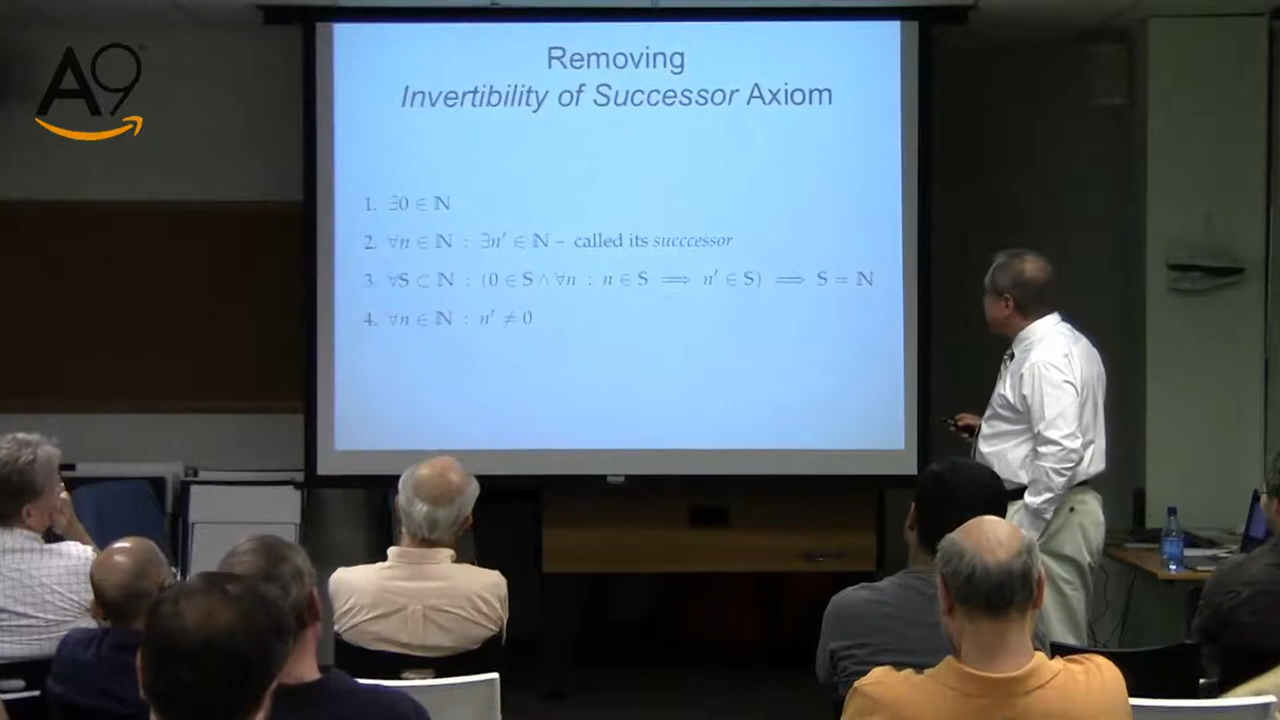 A9
Removing
Invertibility of Successor Axiom
1. ∃0 ∈ ℕ
2. ∀n ∈ ℕ : ∃n′ ∈ ℕ – called its succcessor
3. ∀S ⊂ ℕ : (0 ∈ S ∧ ∀n : n ∈ S ⟹ n′ ∈ S) ⟹ S = ℕ
4. ∀n ∈ ℕ : n′ ≠ 0